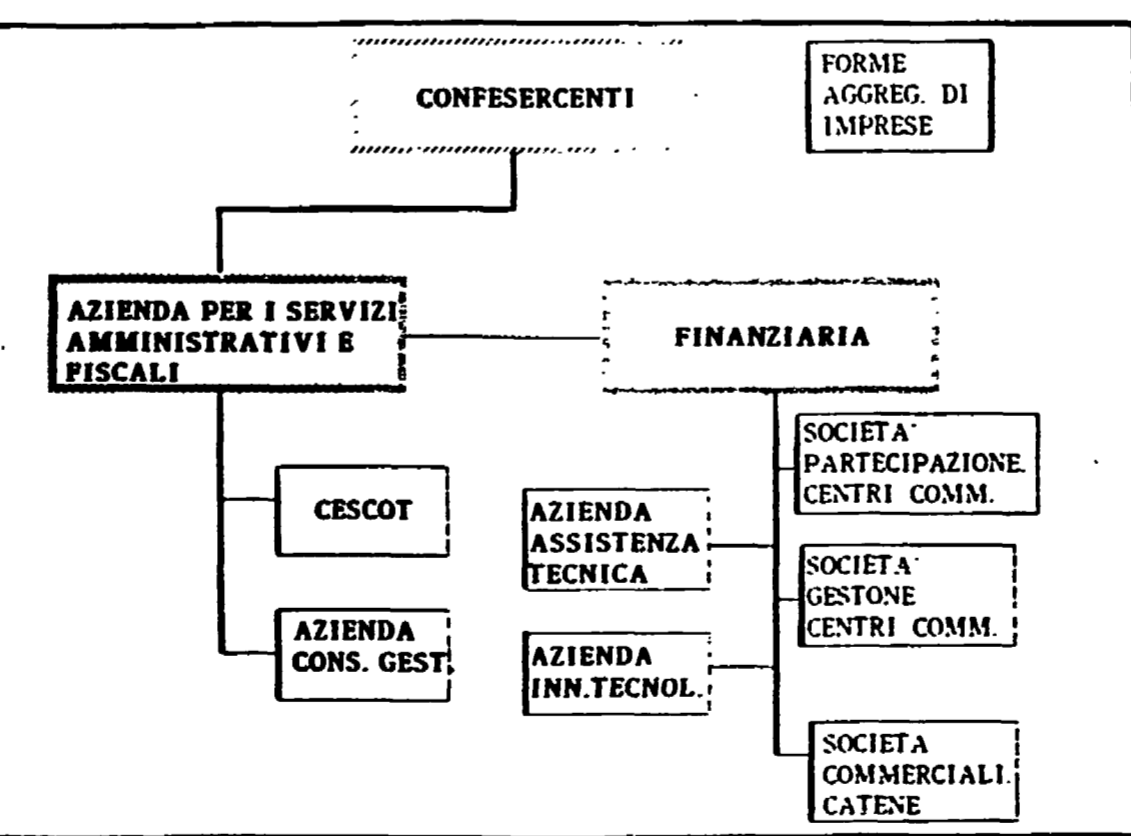 CONFESERCENTI
FORME
AGGREG. DI
IMPRESE
AZIENDA PER I SERVIZI
AMMINISTRATIVI E
FISCALI
FINANZIARIA
CESCOT
AZIENDA
CONS. GEST.
AZIENDA
ASSISTENZA
TECNICA
AZIENDA
INN.TECNOL.
SOCIETA'
PARTECIPAZIONE.
CENTRI COMM.
SOCIETA'
GESTONE
CENTRI COMM.
SOCIETA
COMMERCIALI.
CATENE